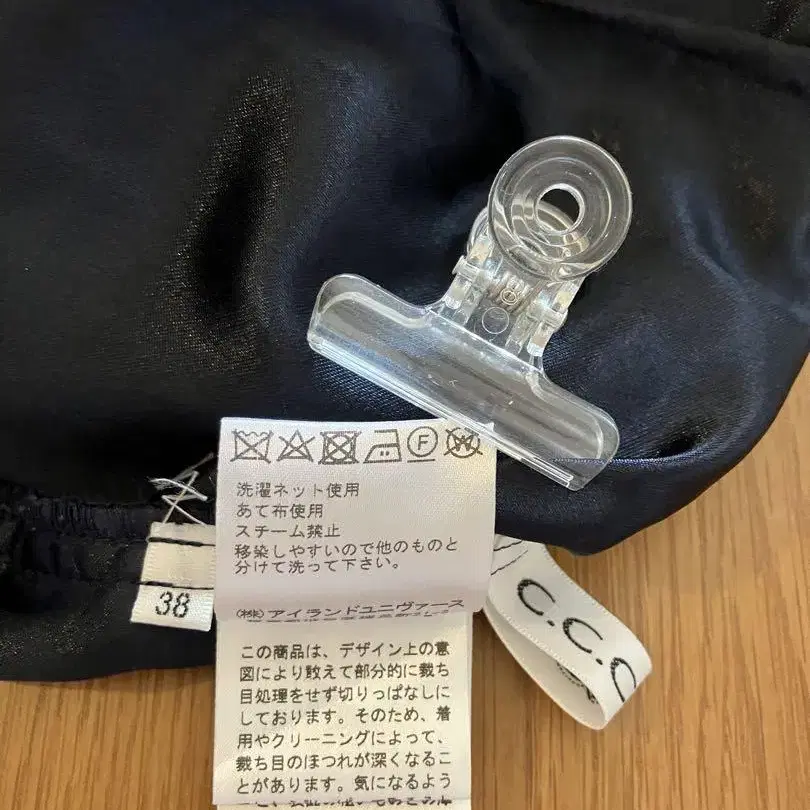 洗濯ネット使用
あて布使用
スチーム禁止
移染しやすいので他のものと
分けて洗って下さい。
㈱アイランドユニヴァース
38
C.C.C
この商品は、デザイン上の意
図により敢えて部分的に裁ち
目処理をせず切りっぱなしに
しております。そのため、着
用やクリーニングによって、
裁ち目のほつれが深くなるこ
とがあります。気になるよう